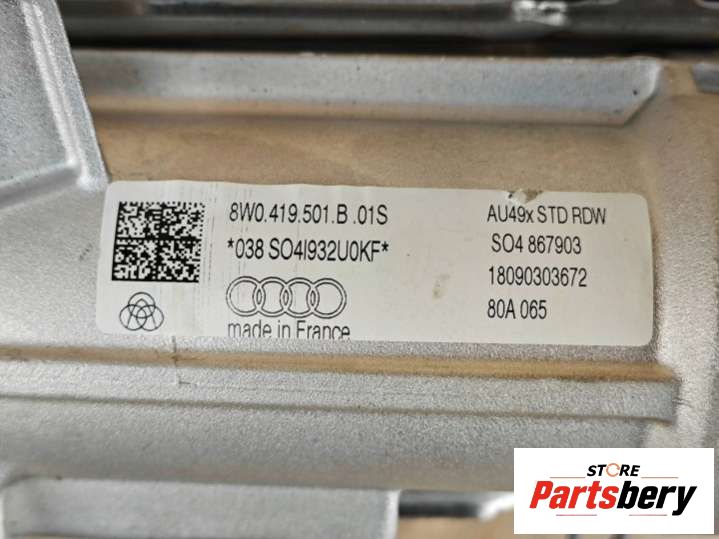 8W0.419.501.B .01S
*038 SO4I932U0KF*
made in France
AU49x STD RDW
SO4 867903
18090303672
80A 065
STORE
Partsbery